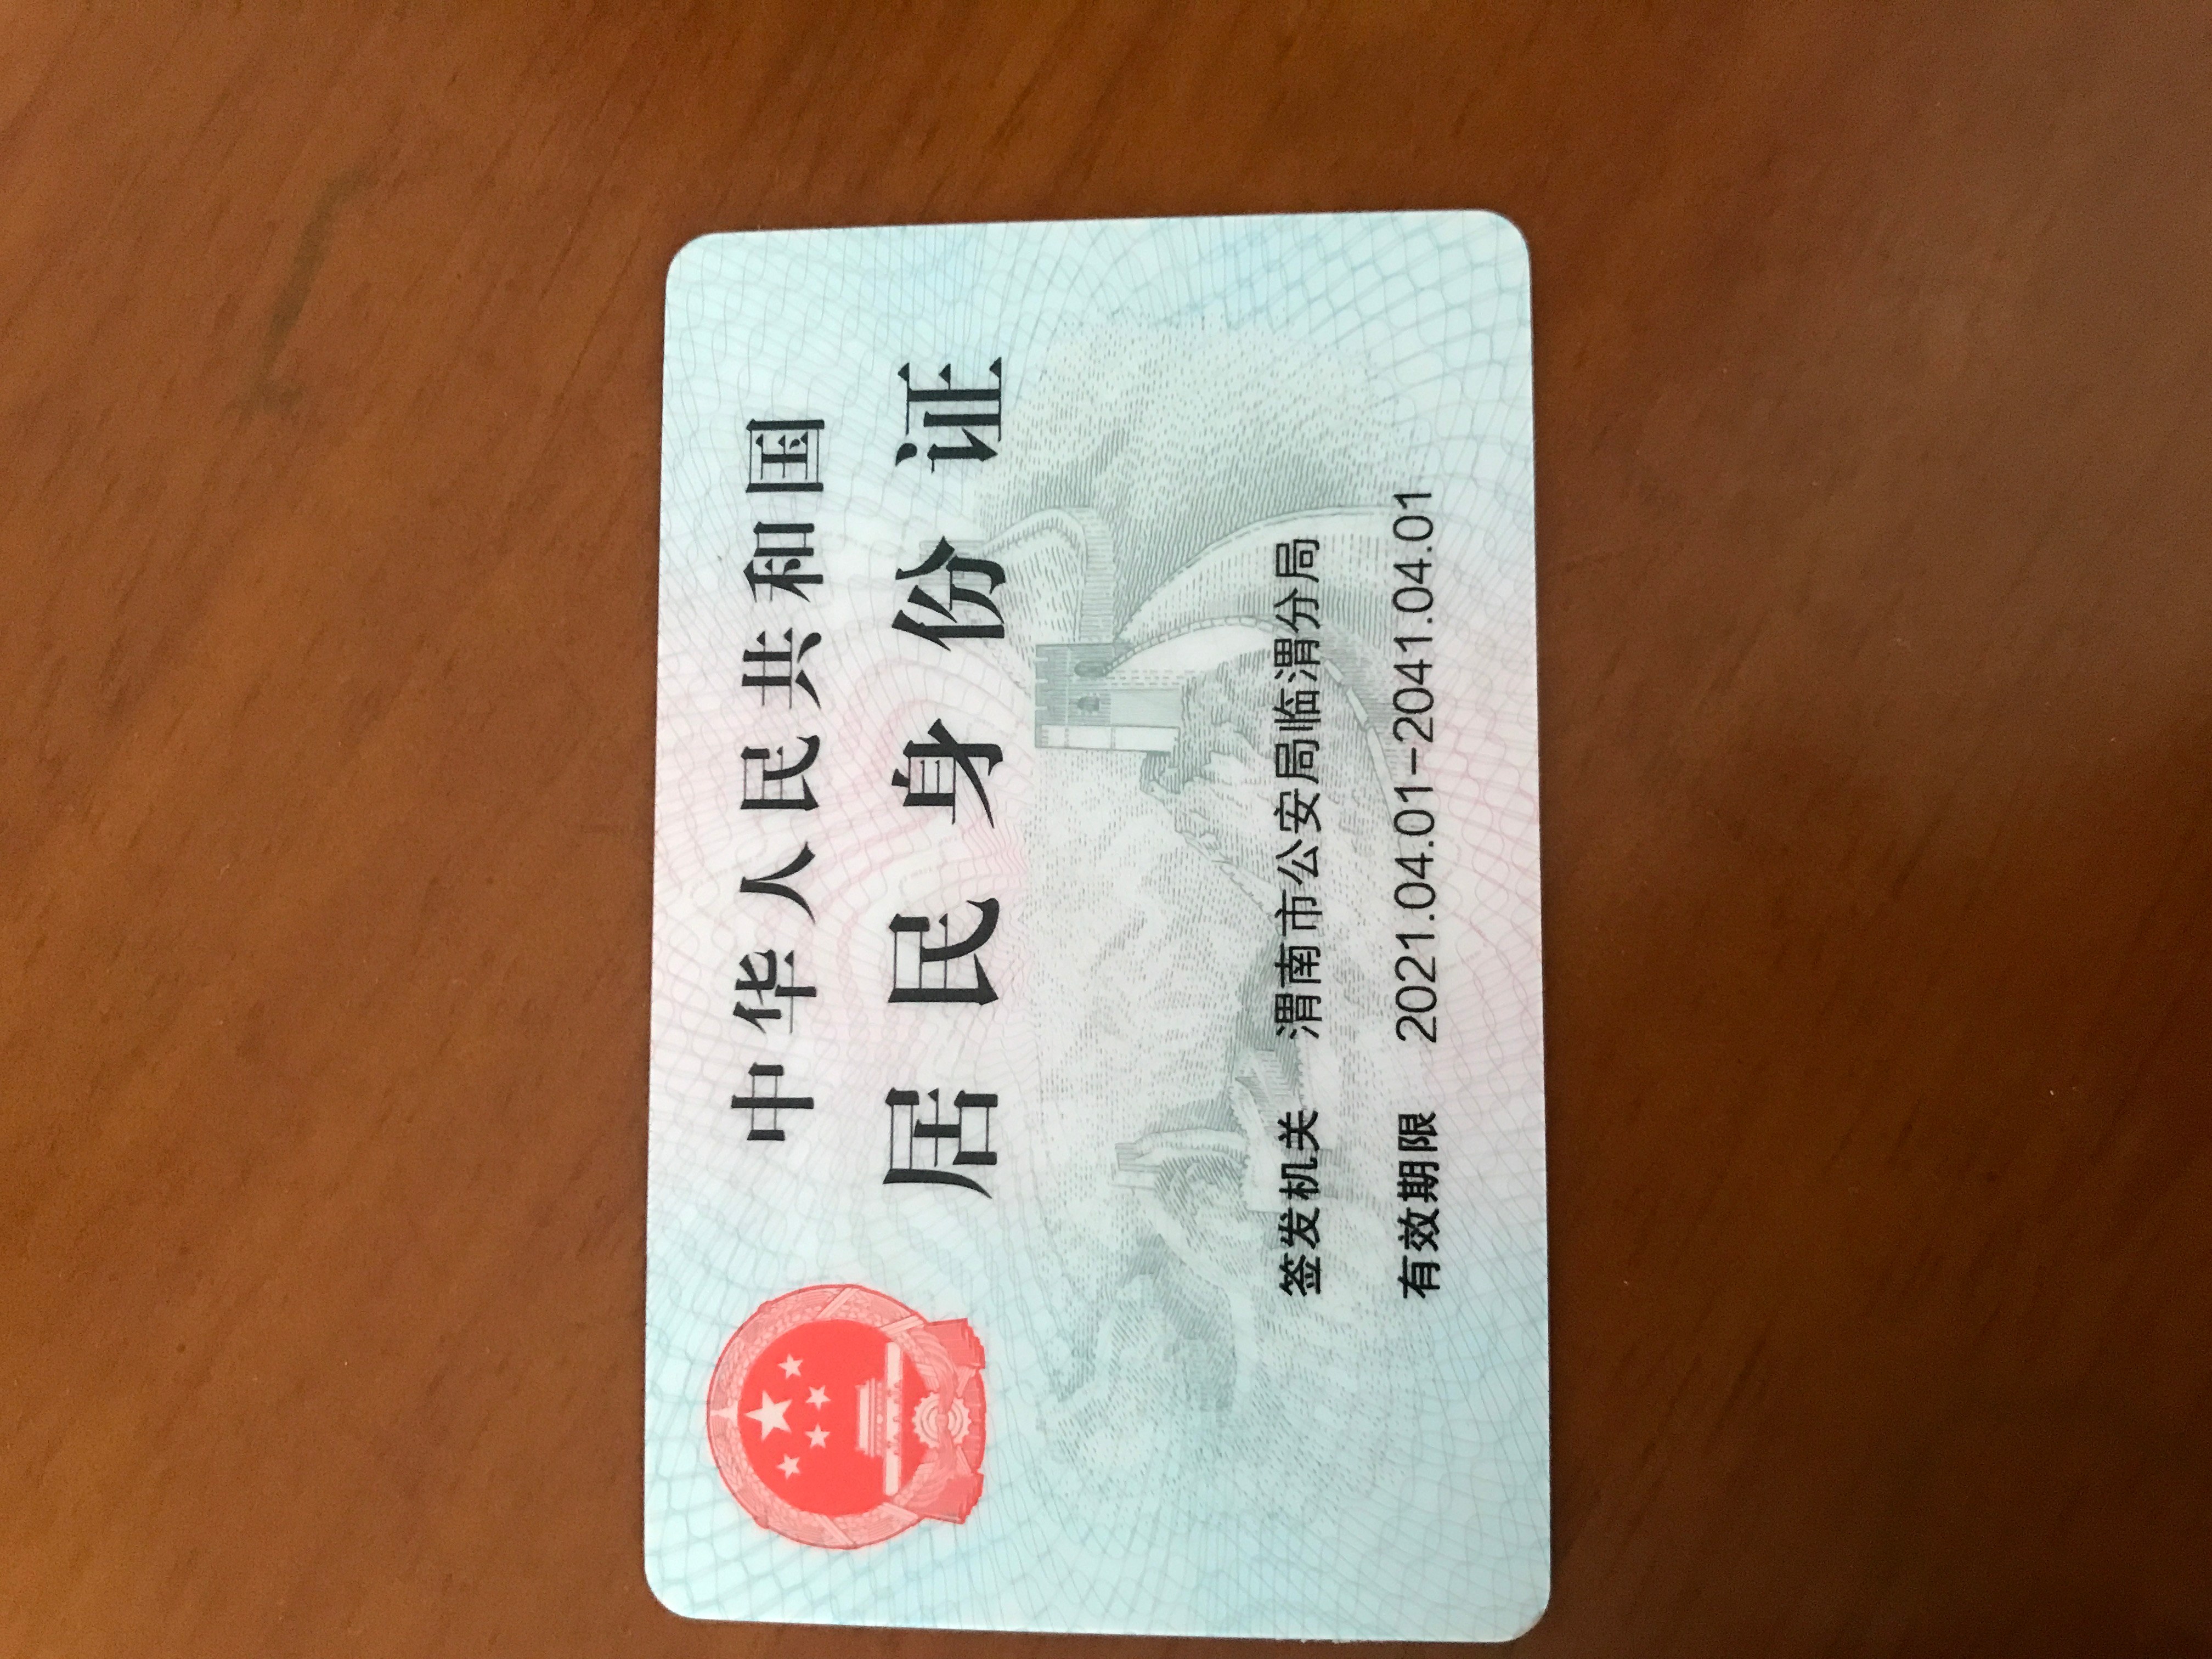 中华人民共和国
居民身份证
签发机关 渭南市公安局临渭分局
有效期限 2021.04.01-2041.04.01